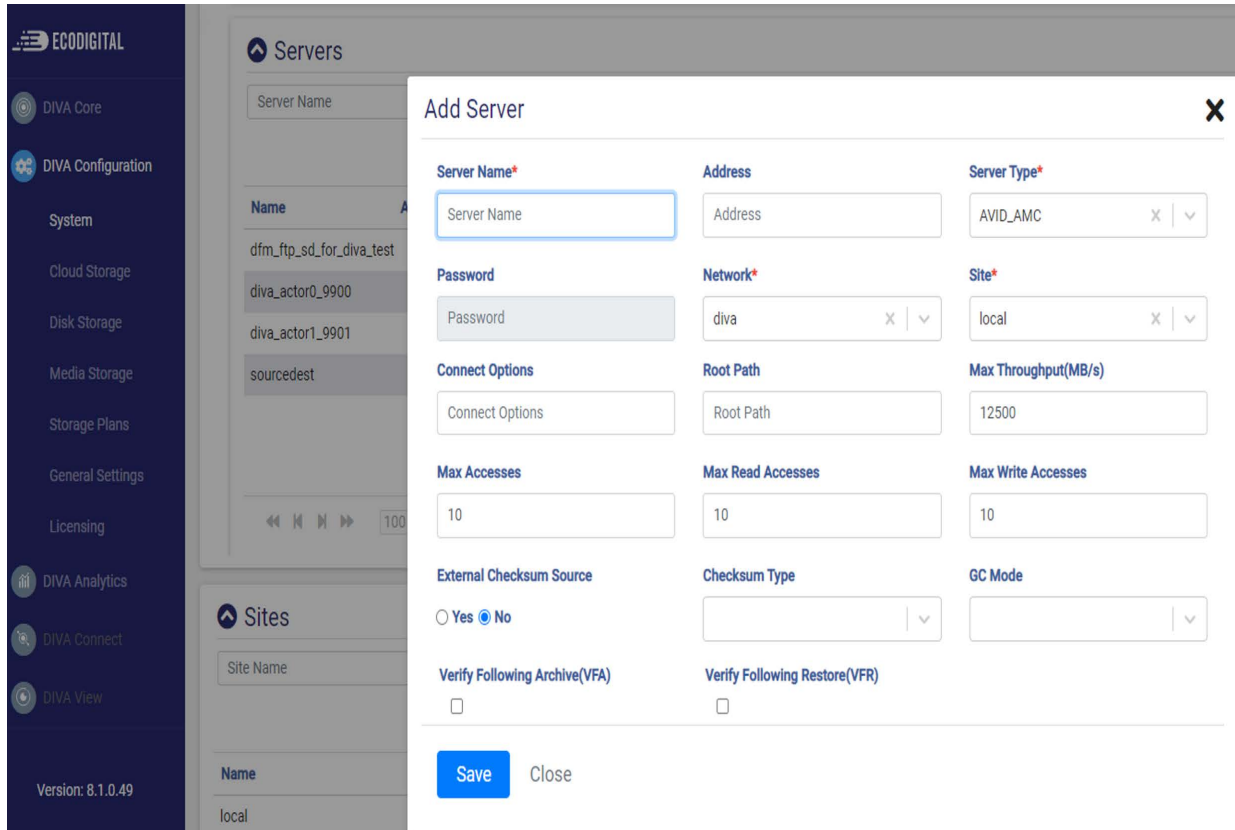 ECODIGITAL
DIVA Core
DIVA Configuration
System
Cloud Storage
Disk Storage
Media Storage
Storage Plans
General Settings
Licensing
DIVA Analytics
DIVA Connect
DIVA View
Version: 8.1.0.49
Servers
Server Name
Name A
dfm_ftp_sd_for_diva_test
diva_actor0_9900
diva_actor1_9901
sourcedest
100
Sites
Site Name
Name
local
Add Server
Server Name* Address Server Type*
Server Name Address AVID_AMC
Password Network* Site*
Password diva local
Connect Options Root Path Max Throughput(MB/s)
Connect Options Root Path 12500
Max Accesses Max Read Accesses Max Write Accesses
10 10 10
External Checksum Source Checksum Type GC Mode
Yes No
Verify Following Archive(VFA) Verify Following Restore(VFR)
Save Close